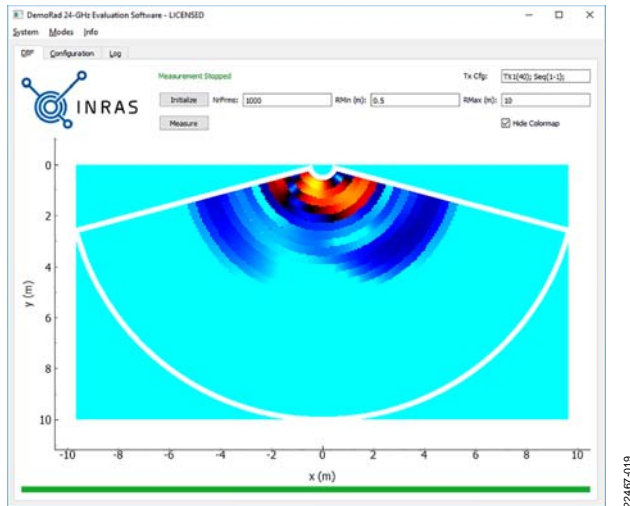 DemoRad 24-GHz Evaluation Software - LICENSED
System Modes Info
DBF Configuration Log
INRAS
Measurement Stopped
Tx Cfg: TX1(40); Seq(1-1);
Initialize NrFrms: 1000 RMin (m): 0.5 RMax (m): 10
Measure
Hide Colormap
0
2
4
6
8
10
y (m)
-10 -8 -6 -4 -2 0 2 4 6 8 10
x (m)
22467-019